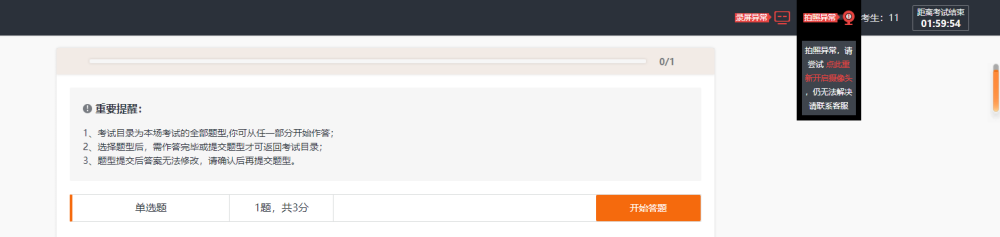 录屏异常
拍照异常
考生：11
距离考试结束
01:59:54
拍照异常，请
尝试 点此重
新开启摄像头
，仍无法解决
请联系客服
0/1
重要提醒：
1、考试目录为本场考试的全部题型,你可从任一部分开始作答；
2、选择题型后，需作答完毕或提交题型才可返回考试目录；
3、题型提交后答案无法修改，请确认后再提交题型。
单选题
1题，共3分
开始答题